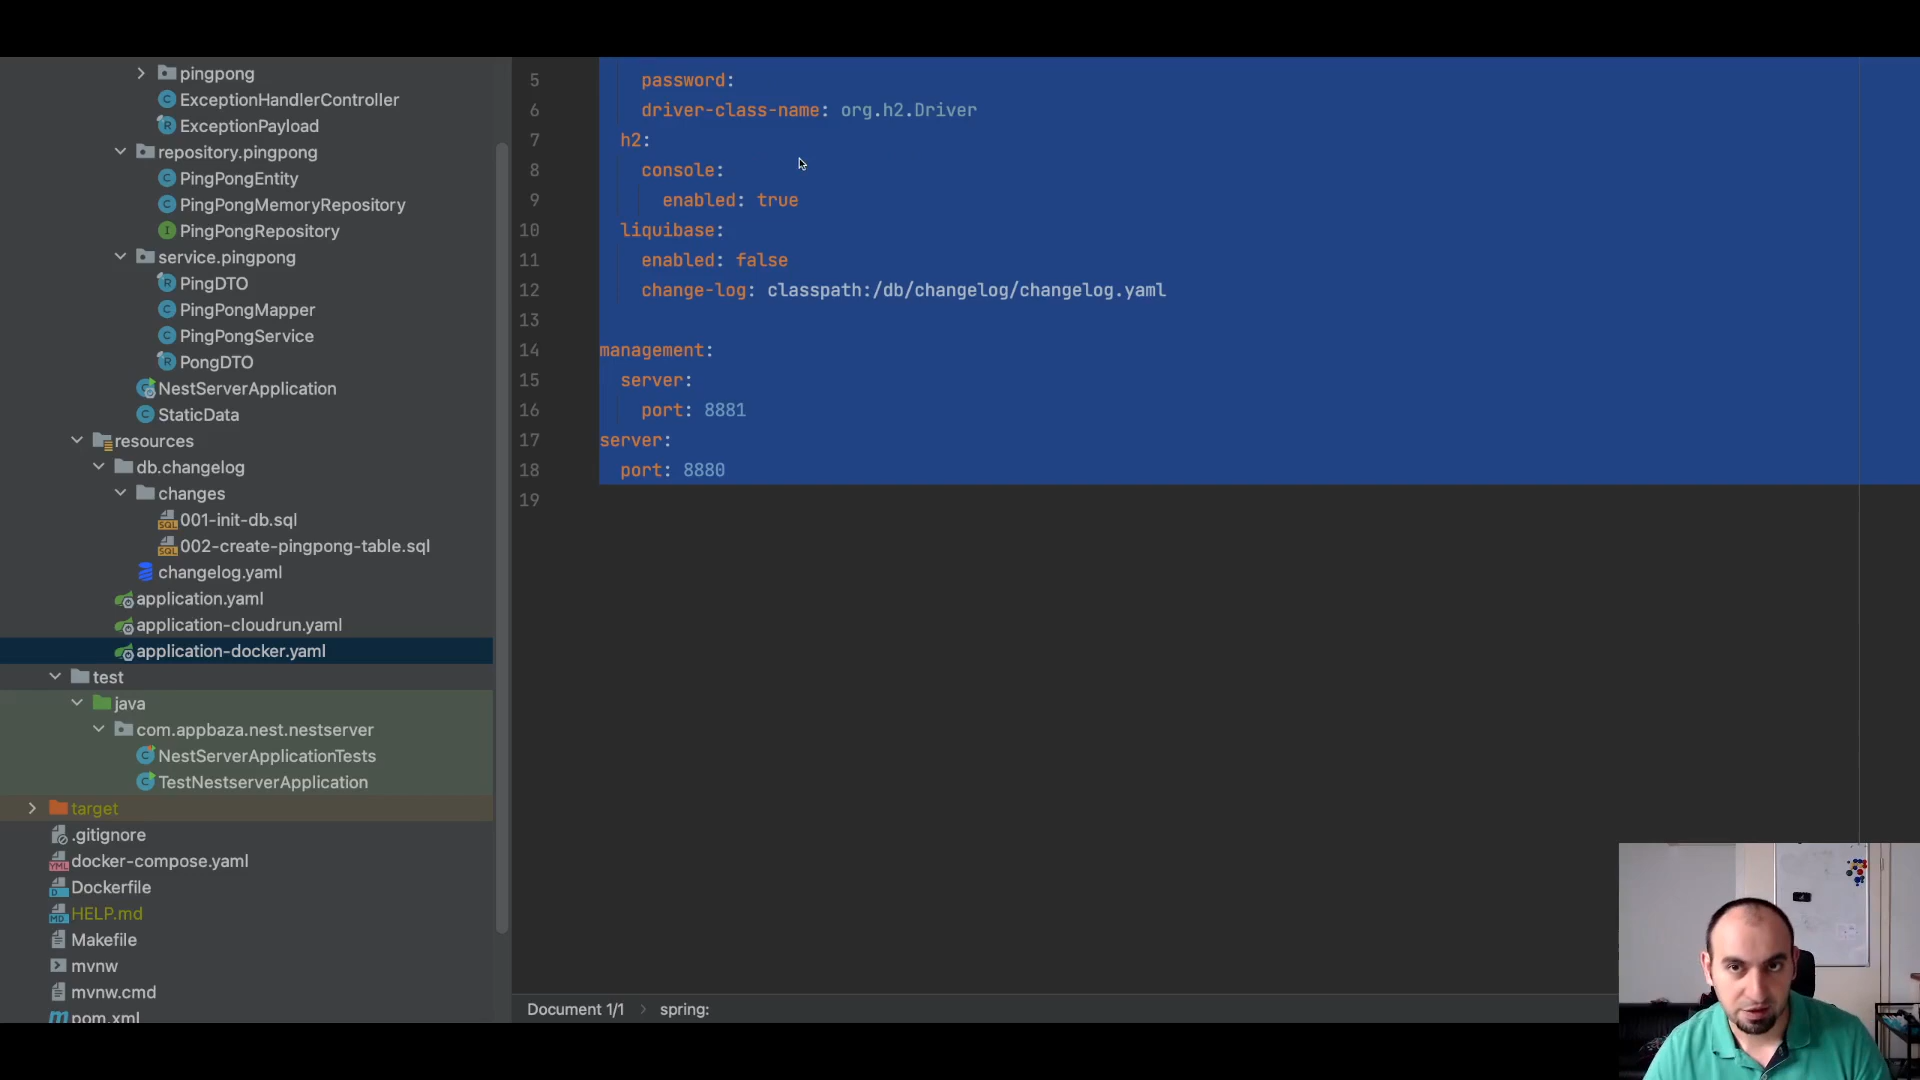 pingpong
ExceptionHandlerController
ExceptionPayload
repository.pingpong
PingPongEntity
PingPongMemoryRepository
PingPongRepository
service.pingpong
PingDTO
PingPongMapper
PingPongService
PongDTO
NestServerApplication
StaticData
resources
db.changelog
changes
001-init-db.sql
002-create-pingpong-table.sql
changelog.yaml
application.yaml
application-cloudrun.yaml
application-docker.yaml
test
java
com.appbaza.nest.nestserver
NestServerApplicationTests
TestNestserverApplication
target
.gitignore
docker-compose.yaml
Dockerfile
HELP.md
Makefile
mvnw
mvnw.cmd
pom.xml
5 password:
6 driver-class-name: org.h2.Driver
7 h2:
8 console:
9 enabled: true
10 liquibase:
11 enabled: false
12 change-log: classpath:/db/changelog/changelog.yaml
13
14 management:
15 server:
16 port: 8881
17 server:
18 port: 8880
19
Document 1/1 › spring: